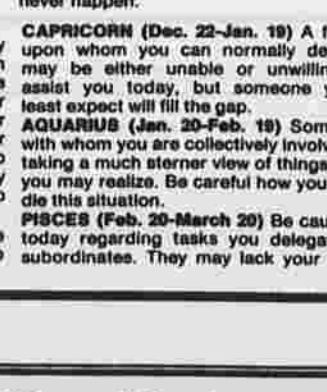 never happen.
CAPRICORN (Dec. 22-Jan. 19) A
upon whom you can normally de
may be either unable or unwillin
assist you today, but someone y
least expect will fill the gap.
AQUARIUS (Jan. 20-Feb. 19) Som
with whom you are collectively involv
taking a much sterner view of things
you may realize. Be careful how you
die this situation.
PISCES (Feb. 20-March 20) Be cau
today regarding tasks you delega
subordinates. They may lack your